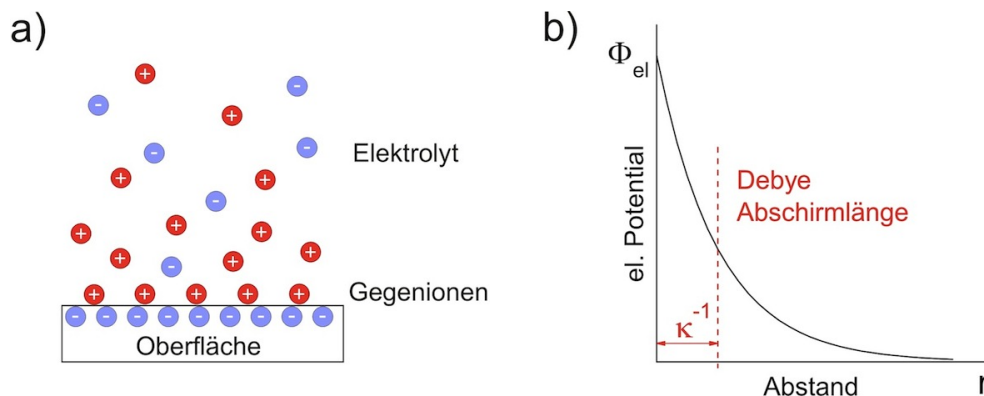 a)
+
-
-
+
Elektrolyt
-
-
+
+
-
+
+
+
+
+
+
-
Gegenionen
+ + + + +
- - - - - - - - -
Oberfläche
b)
Φel
el. Potential
Debye
Abschirmlänge
κ-1
Abstand
r